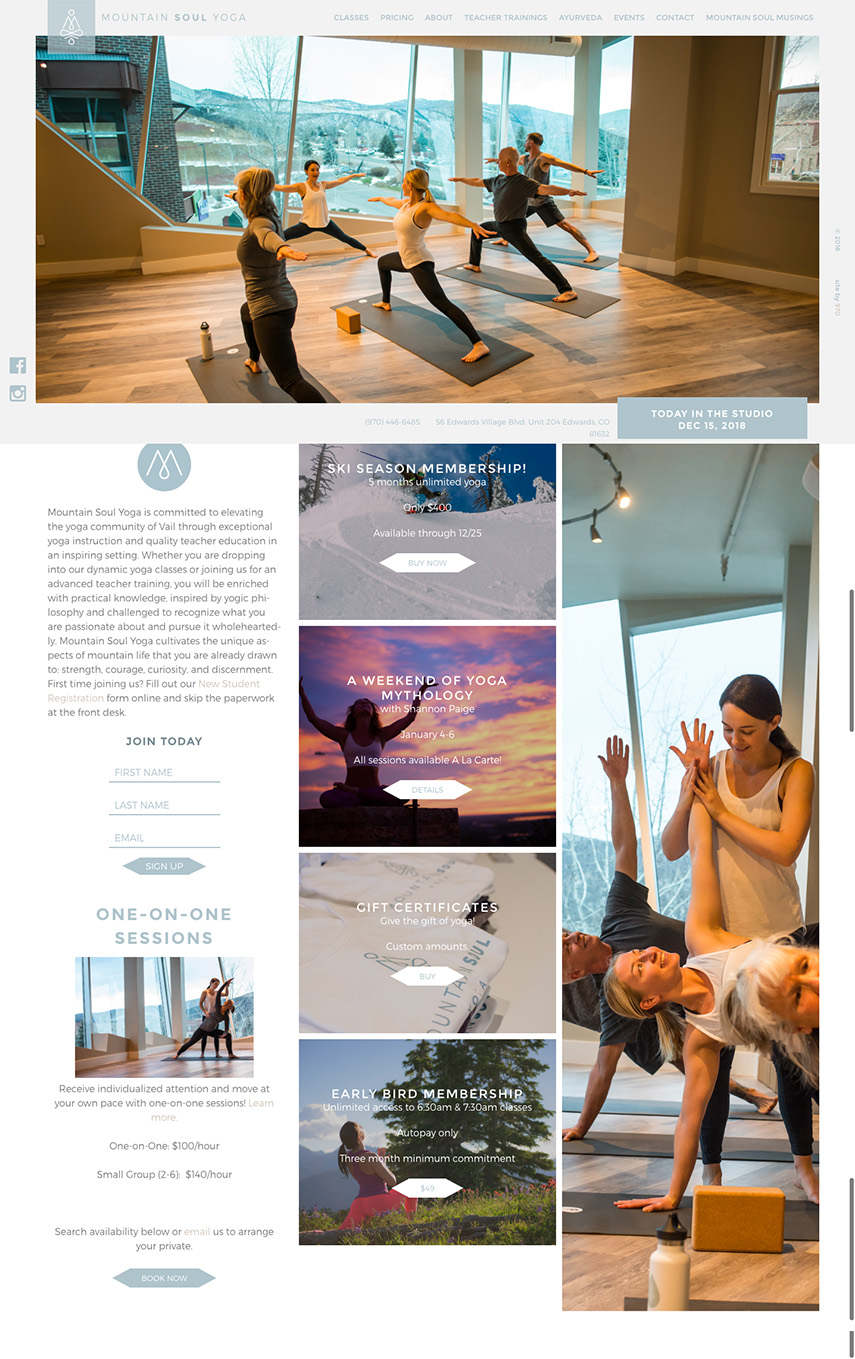 MOUNTAIN SOUL YOGA
CLASSES PRICING ABOUT TEACHER TRAININGS AYURVEDA EVENTS CONTACT MOUNTAIN SOUL MUSINGS
© 2018 site by 970
(970) 446-6485 56 Edwards Village Blvd. Unit 204 Edwards, CO
81632
TODAY IN THE STUDIO
DEC 15, 2018
Mountain Soul Yoga is committed to elevating
the yoga community of Vail through exceptional
yoga instruction and quality teacher education in
an inspiring setting. Whether you are dropping
into our dynamic yoga classes or joining us for an
advanced teacher training, you will be enriched
with practical knowledge, inspired by yogic phi-
losophy and challenged to recognize what you
are passionate about and pursue it wholehearted-
ly. Mountain Soul Yoga cultivates the unique as-
pects of mountain life that you are already drawn
to: strength, courage, curiosity, and discernment.
First time joining us? Fill out our New Student
Registration form online and skip the paperwork
at the front desk.
JOIN TODAY
FIRST NAME
LAST NAME
EMAIL
SIGN UP
ONE-ON-ONE
SESSIONS
Receive individualized attention and move at
your own pace with one-on-one sessions! Learn
more.
One-on-One: $100/hour
Small Group (2-6): $140/hour
Search availability below or email us to arrange
your private.
BOOK NOW
SKI SEASON MEMBERSHIP!
5 months unlimited yoga
Only $400
Available through 12/25
BUY NOW
A WEEKEND OF YOGA
MYTHOLOGY
with Shannon Paige
January 4-6
All sessions available A La Carte!
DETAILS
GIFT CERTIFICATES
Give the gift of yoga!
Custom amounts.
BUY
EARLY BIRD MEMBERSHIP
Unlimited access to 6:30am & 7:30am classes
Autopay only
Three month minimum commitment
$49